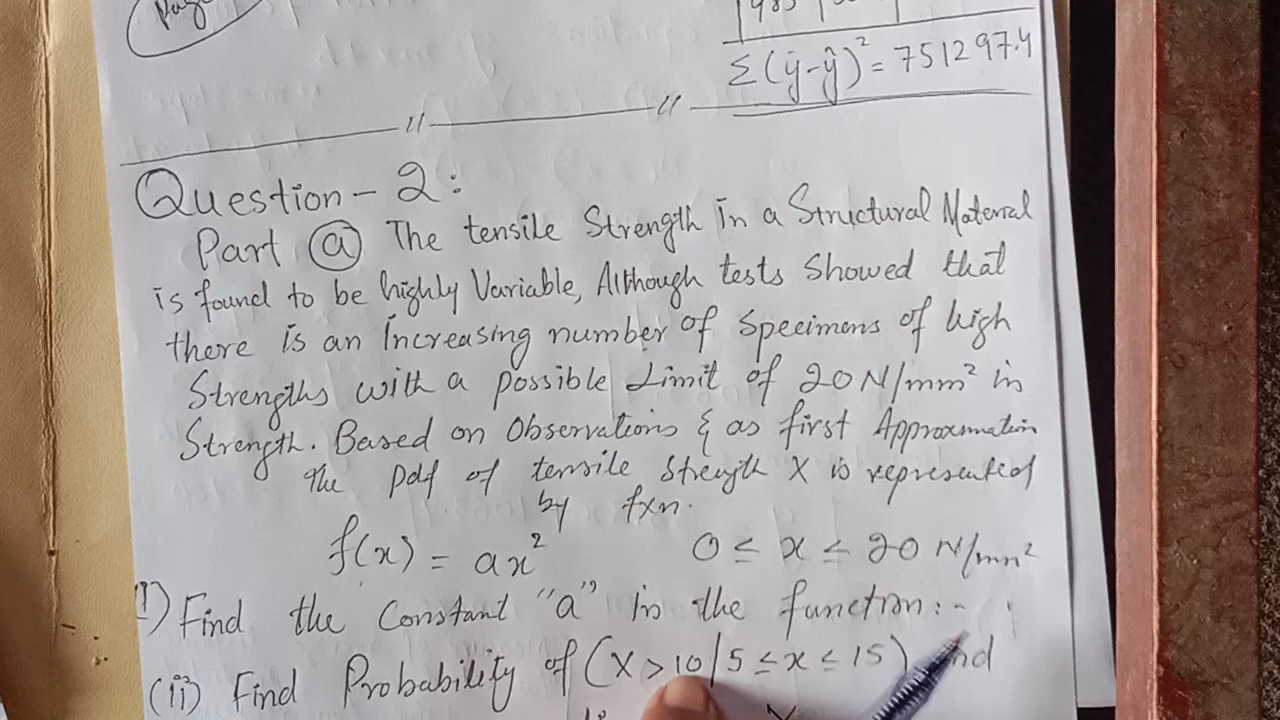 Σ(y-ŷ)² = 751297.4
Question - 2:
Part (a) The tensile Strength in a Structural Material
is found to be highly Variable, Although tests Showed that
there is an Increasing number of Specimens of high
Strengths with a possible Limit of 20 N/mm² in
Strength. Based on Observations & as first Approximation
the pdf of tensile Strength X is represented
by fxn.
f(x) = ax² 0 ≤ x ≤ 20 N/mm²
I) Find the Constant "a" in the function:-
(ii) Find Probability of (X > 10 / 5 ≤ x ≤ 15)